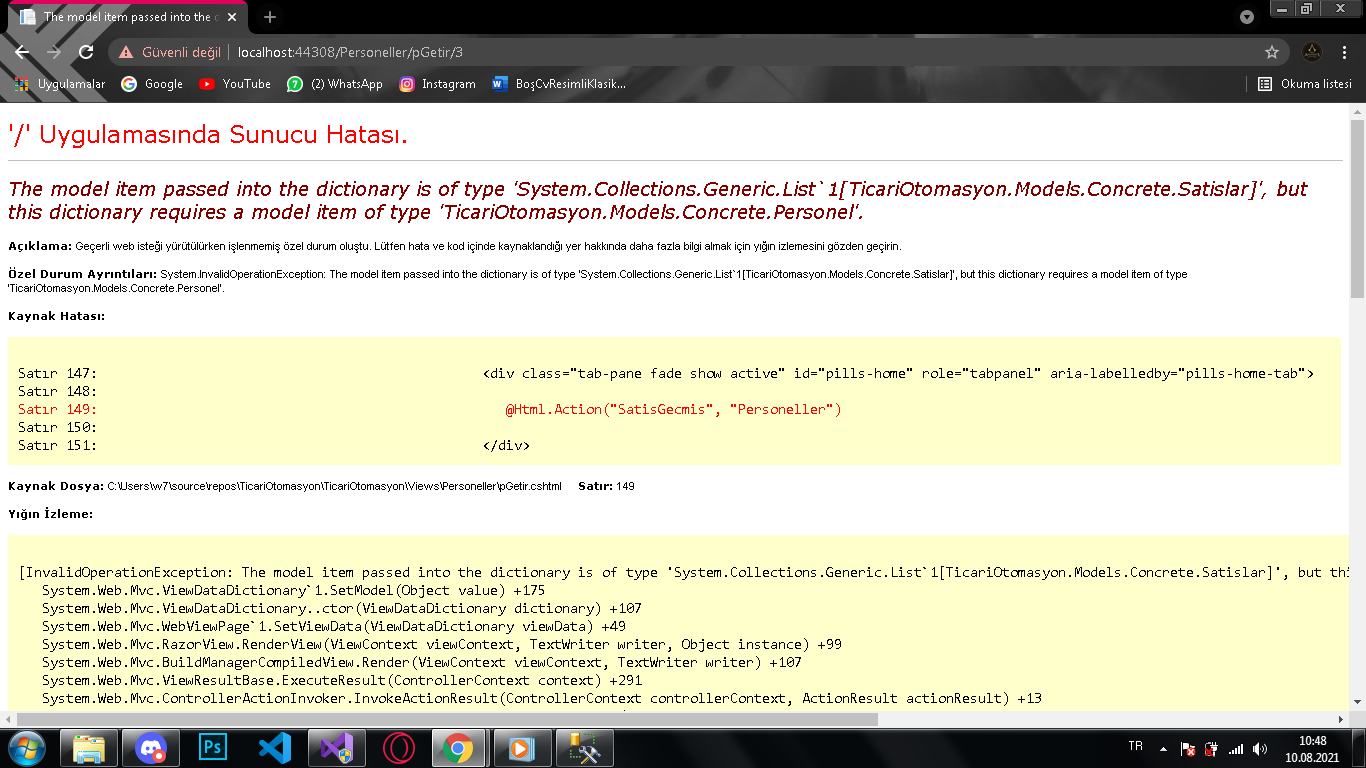 The model item passed into the d
Güvenli değil
localhost:44308/Personeller/pGetir/3
Uygulamalar
Google
YouTube
(2) WhatsApp
Instagram
BoşCvResimliKlasik...
Okuma listesi
'/' Uygulamasında Sunucu Hatası.
The model item passed into the dictionary is of type 'System.Collections.Generic.List`1[TicariOtomasyon.Models.Concrete.Satislar]', but
this dictionary requires a model item of type 'TicariOtomasyon.Models.Concrete.Personel'.
Açıklama: Geçerli web isteği yürütülürken işlenmemiş özel durum oluştu. Lütfen hata ve kod içinde kaynaklandığı yer hakkında daha fazla bilgi almak için yığın izlemesini gözden geçirin.
Özel Durum Ayrıntıları: System.InvalidOperationException: The model item passed into the dictionary is of type 'System.Collections.Generic.List`1[TicariOtomasyon.Models.Concrete.Satislar]', but this dictionary requires a model item of type
'TicariOtomasyon.Models.Concrete.Personel'.
Kaynak Hatası:
Satır 147: <div class="tab-pane fade show active" id="pills-home" role="tabpanel" aria-labelledby="pills-home-tab">
Satır 148:
Satır 149: @Html.Action("SatisGecmis", "Personeller")
Satır 150:
Satır 151: </div>
Kaynak Dosya: C:\Users\w7\source\repos\TicariOtomasyon\TicariOtomasyon\Views\Personeller\pGetir.cshtml Satır: 149
Yığın İzleme:
[InvalidOperationException: The model item passed into the dictionary is of type 'System.Collections.Generic.List`1[TicariOtomasyon.Models.Concrete.Satislar]', but thi
System.Web.Mvc.ViewDataDictionary`1.SetModel(Object value) +175
System.Web.Mvc.ViewDataDictionary..ctor(ViewDataDictionary dictionary) +107
System.Web.Mvc.WebViewPage`1.SetViewData(ViewDataDictionary viewData) +49
System.Web.Mvc.RazorView.RenderView(ViewContext viewContext, TextWriter writer, Object instance) +99
System.Web.Mvc.BuildManagerCompiledView.Render(ViewContext viewContext, TextWriter writer) +107
System.Web.Mvc.ViewResultBase.ExecuteResult(ControllerContext context) +291
System.Web.Mvc.ControllerActionInvoker.InvokeActionResult(ControllerContext controllerContext, ActionResult actionResult) +13
Ps
TR
10:48
10.08.2021